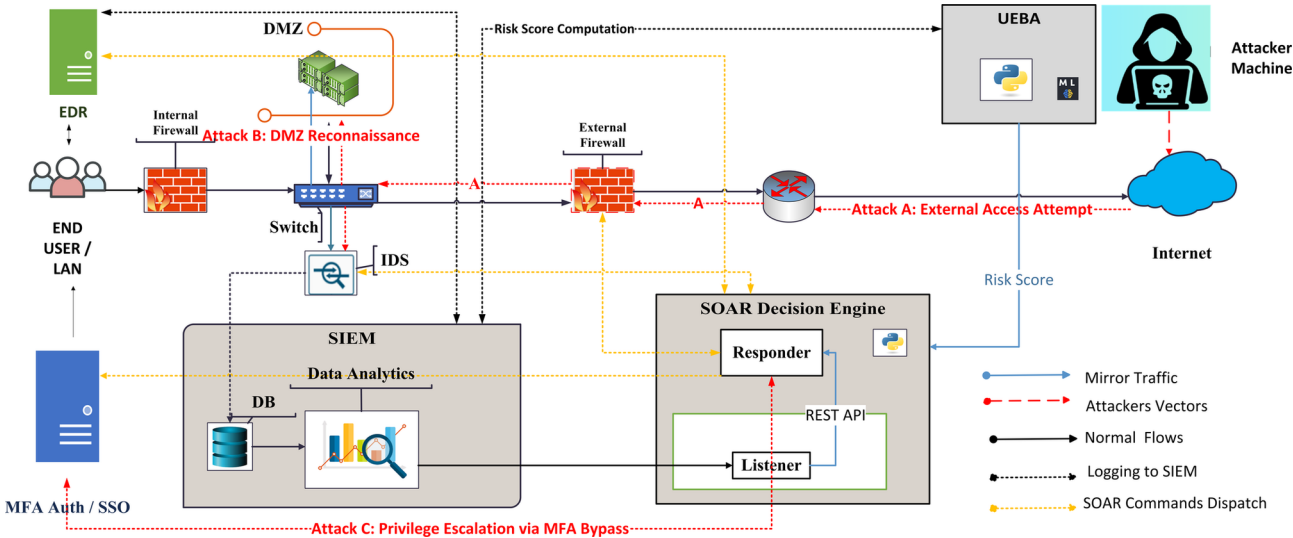 DMZ
Risk Score Computation
UEBA
M L
Attacker
Machine
EDR
Internal
Firewall
Attack B: DMZ Reconnaissance
External
Firewall
A
A
Attack A: External Access Attempt
END
USER /
LAN
Switch
IDS
Internet
Risk Score
SIEM
SOAR Decision Engine
Responder
Data Analytics
DB
REST API
Listener
Mirror Traffic
Attackers Vectors
Normal Flows
Logging to SIEM
SOAR Commands Dispatch
MFA Auth / SSO
Attack C: Privilege Escalation via MFA Bypass